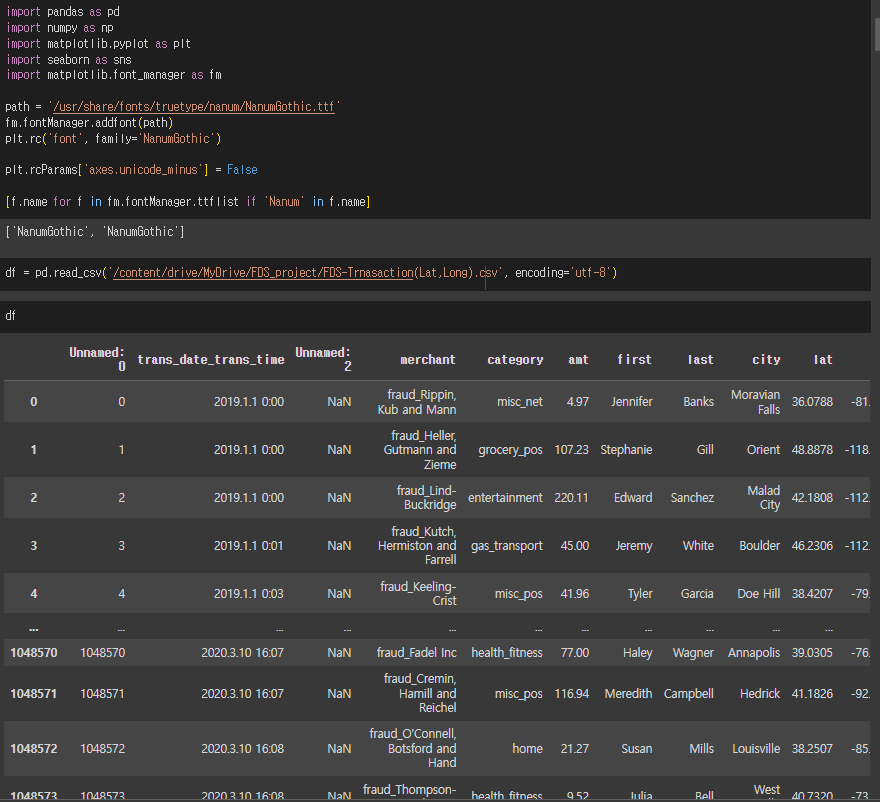 import pandas as pd
import numpy as np
import matplotlib.pyplot as plt
import seaborn as sns
import matplotlib.font_manager as fm
path = '/usr/share/fonts/truetype/nanum/NanumGothic.ttf'
fm.fontManager.addfont(path)
plt.rc('font', family='NanumGothic')
plt.rcParams['axes.unicode_minus'] = False
[f.name for f in fm.fontManager.ttflist if 'Nanum' in f.name]
['NanumGothic', 'NanumGothic']
df = pd.read_csv('/content/drive/MyDrive/FDS_project/FDS-Trnasaction(Lat,Long).csv', encoding='utf-8')
df
Unnamed: 0 trans_date_trans_time Unnamed: 2 merchant category amt first last city lat
0 0 2019.1.1 0:00 NaN fraud_Rippin, Kub and Mann misc_net 4.97 Jennifer Banks Moravian Falls 36.0788 -81.
1 1 2019.1.1 0:00 NaN fraud_Heller, Gutmann and Zieme grocery_pos 107.23 Stephanie Gill Orient 48.8878 -118.
2 2 2019.1.1 0:00 NaN fraud_Lind-Buckridge entertainment 220.11 Edward Sanchez Malad City 42.1808 -112.
3 3 2019.1.1 0:01 NaN fraud_Kutch, Hermiston and Farrell gas_transport 45.00 Jeremy White Boulder 46.2306 -112.
4 4 2019.1.1 0:03 NaN fraud_Keeling-Crist misc_pos 41.96 Tyler Garcia Doe Hill 38.4207 -79.
... ... ... ... ... ... ... ... ... ... ...
1048570 1048570 2020.3.10 16:07 NaN fraud_Fadel Inc health_fitness 77.00 Haley Wagner Annapolis 39.0305 -76.
1048571 1048571 2020.3.10 16:07 NaN fraud_Cremin, Hamill and Reichel misc_pos 116.94 Meredith Campbell Hedrick 41.1826 -92.
1048572 1048572 2020.3.10 16:08 NaN fraud_O'Connell, Botsford and Hand home 21.27 Susan Mills Louisville 38.2507 -85.
1048573 1048573 2020.3.10 16:08 NaN fraud_Thompson- health_fitness 9.52 Julia Bell West 40.7320 -73.